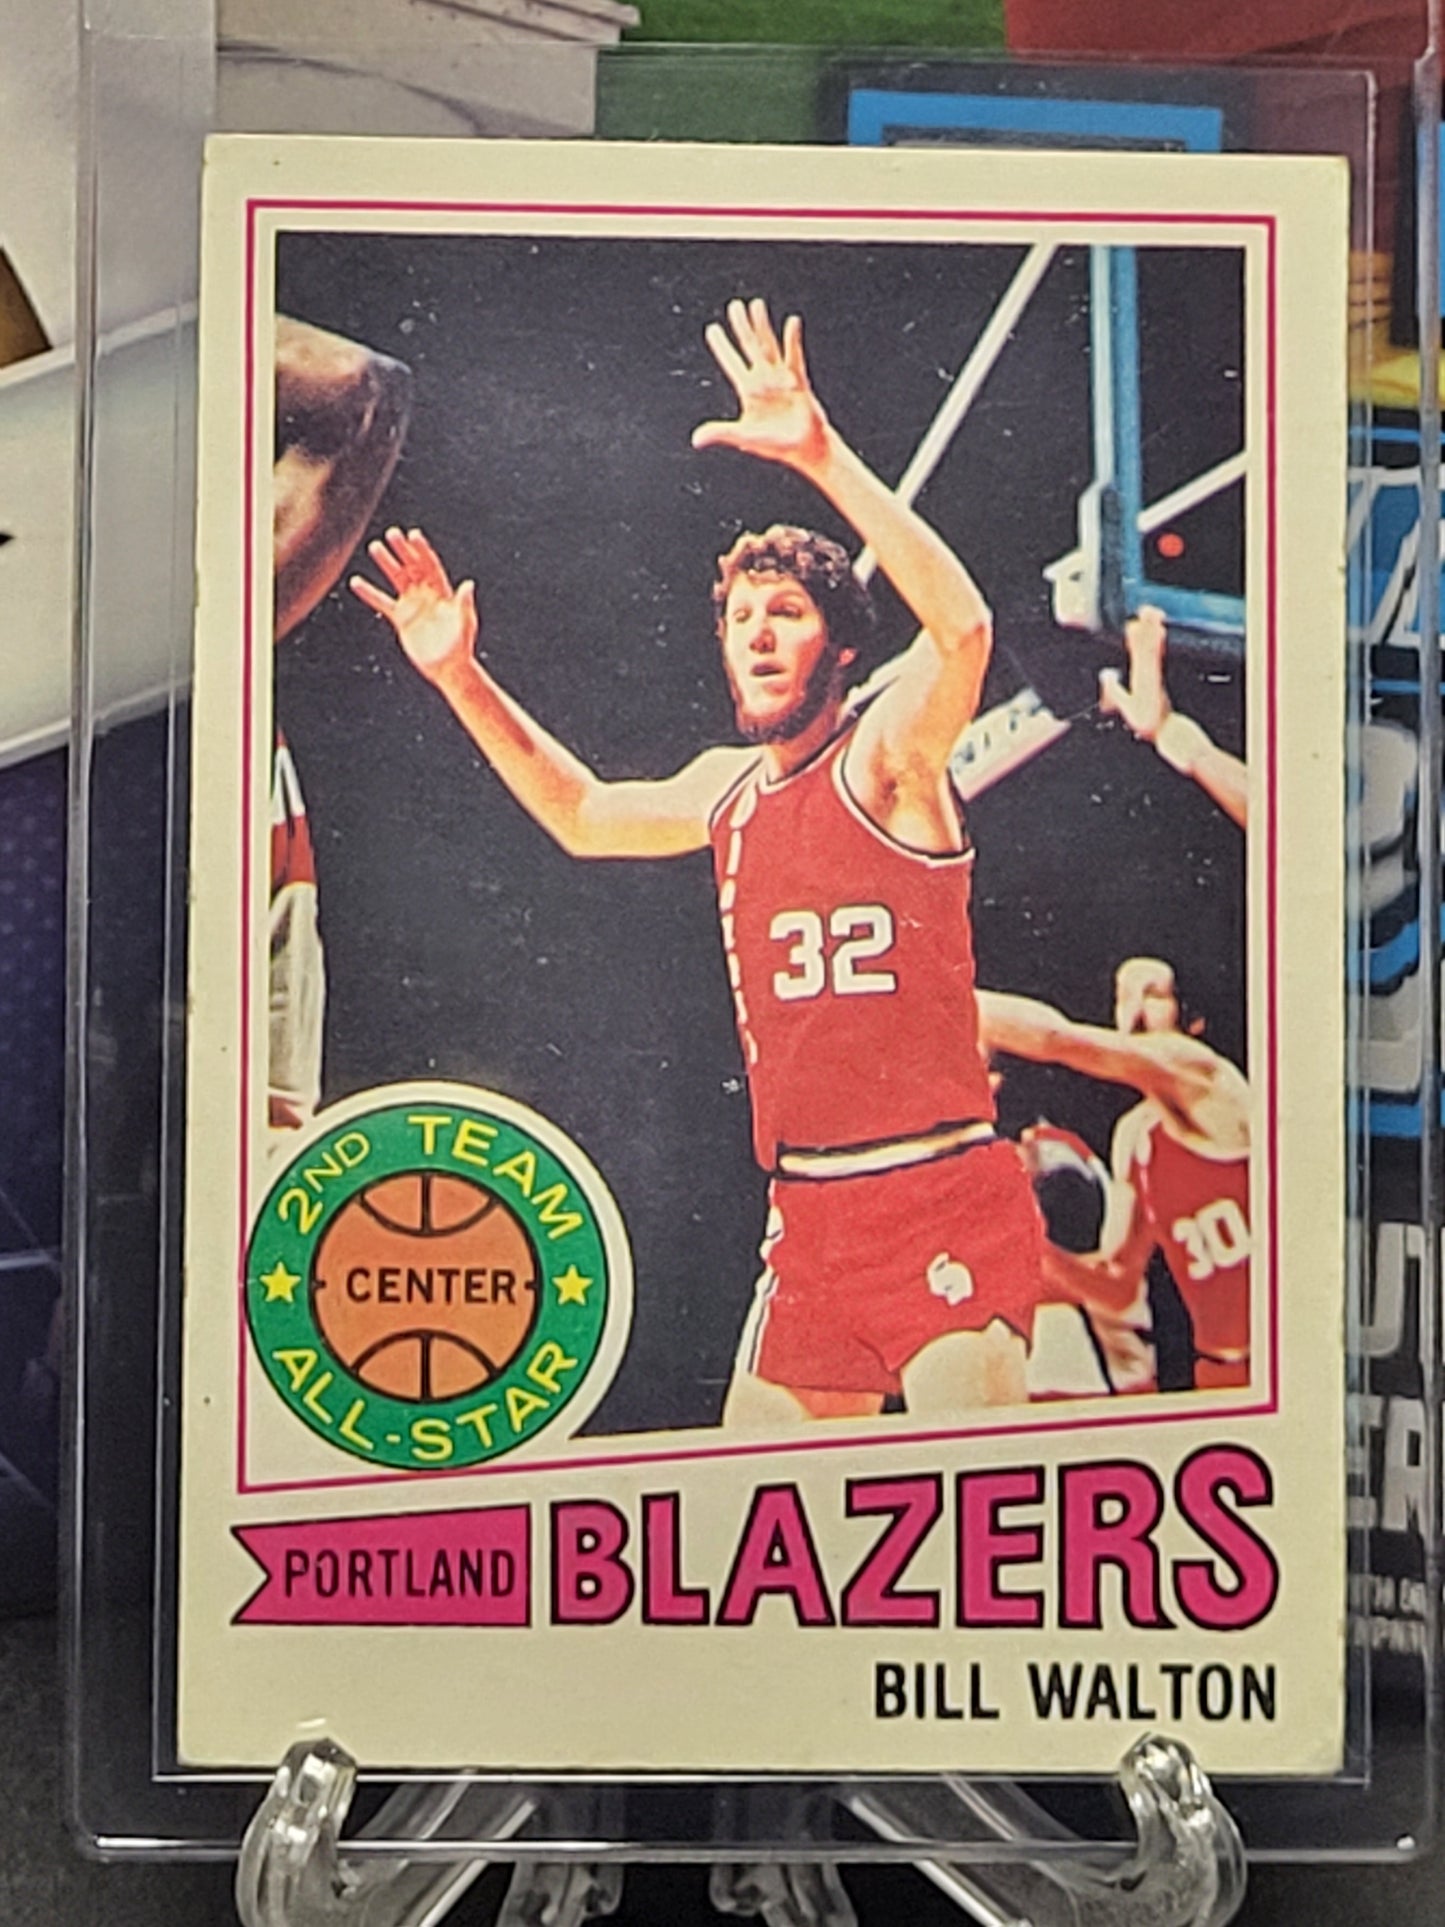 32
30
2ND TEAM
CENTER
ALL-STAR
PORTLAND BLAZERS
BILL WALTON